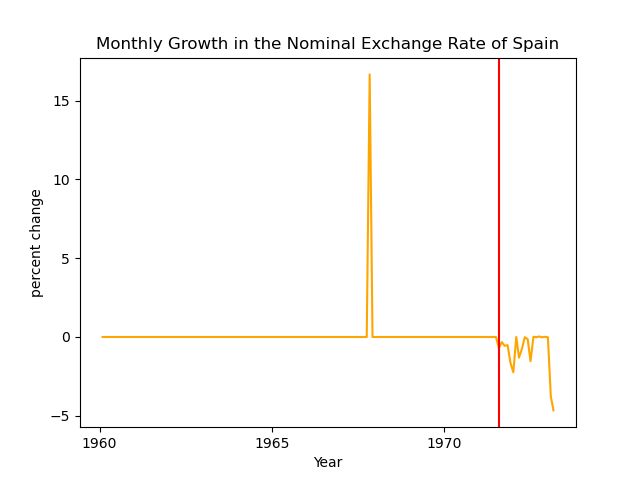 Monthly Growth in the Nominal Exchange Rate of Spain
percent change
15
10
5
0
−5
1960 1965 1970
Year